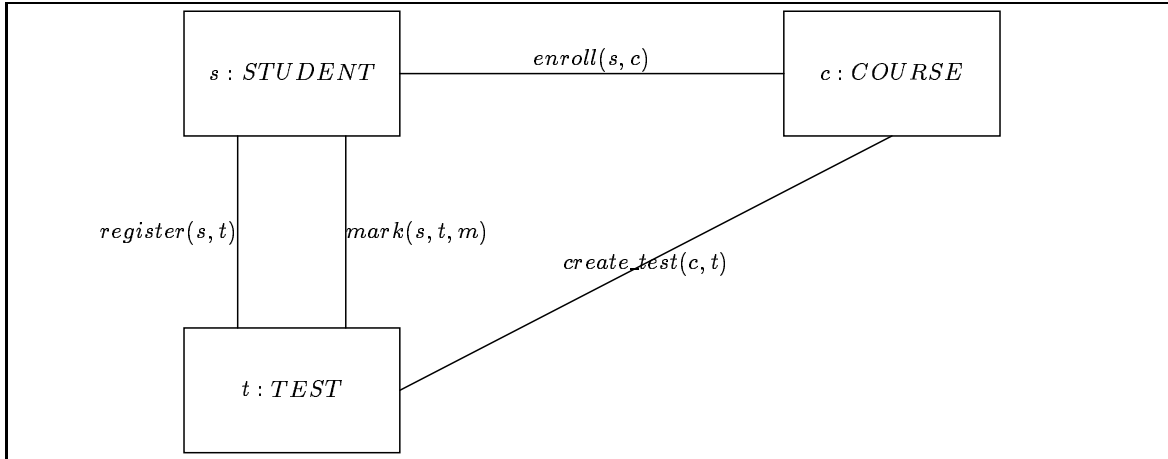 enroll(s, c)
s : STUDENT
c : COURSE
register(s, t)
mark(s, t, m)
create_test(c, t)
t : TEST